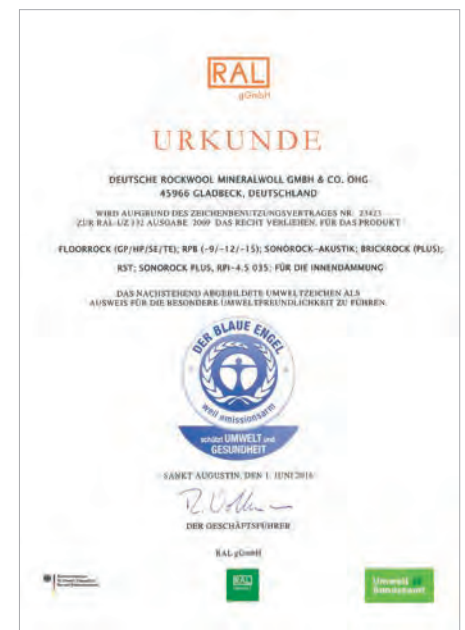 RAL
gGmbH
URKUNDE
DEUTSCHE ROCKWOOL MINERALWOLL GMBH & CO. OHG
45966 GLADBECK, DEUTSCHLAND
WIRD AUFGRUND DES ZEICHENBENUTZUNGSVERTRAGES NR. 23423
ZUR RAL-UZ 132 AUSGABE 2009 DAS RECHT VERLIEHEN, FÜR DAS PRODUKT
FLOORROCK (GP/HP/SE/TE); RPB (-9/-12/-15); SONOROCK-AKUSTIK; BRICKROCK (PLUS);
RST; SONOROCK PLUS, RPI-4.5 035; FÜR DIE INNENDÄMMUNG
DAS NACHSTEHEND ABGEBILDETE UMWELTZEICHEN ALS
AUSWEIS FÜR DIE BESONDERE UMWELTFREUNDLICHKEIT ZU FÜHREN.
DER BLAUE ENGEL
weil emissionsarm
schützt UMWELT und
GESUNDHEIT
SANKT AUGUSTIN, DEN 1. JUNI 2016
DER GESCHÄFTSFÜHRER
RAL gGmbH
RAL
Umwelt
Bundesamt